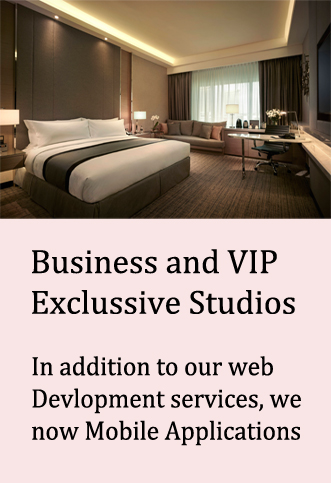 Business and VIP
Exclussive Studios
In addition to our web
Devlopment services, we
now Mobile Applications